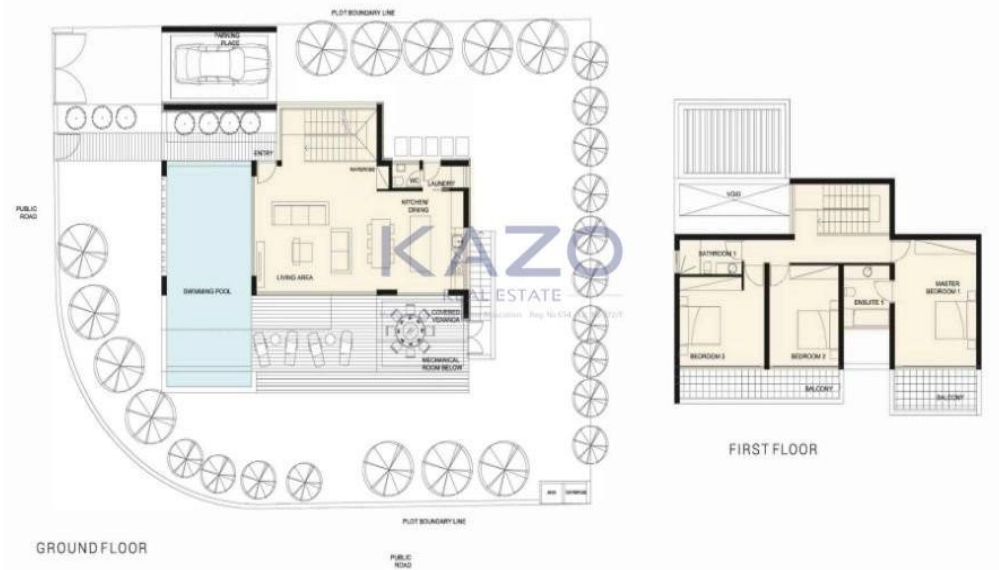 PLOT BOUNDARY LINE
PARKING
PLACE
ENTRY
WARDROBE
WC
LAUNDRY
KITCHEN/
DINING
PUBLIC
ROAD
LIVING AREA
SWIMMING POOL
KAZO
REAL ESTATE
COVERED
VERANDA
MECHANICAL
ROOM BELOW
PLOT BOUNDARY LINE
GROUND FLOOR
PUBLIC
ROAD
VOID
BATHROOM 1
MASTER
BEDROOM 1
ENSUITE 1
BEDROOM 3
BEDROOM 2
BALCONY
BALCONY
FIRST FLOOR